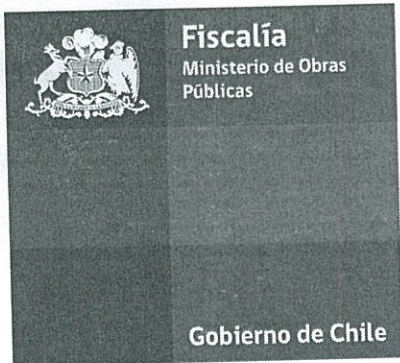 Fiscalía
Ministerio de Obras
Públicas
Gobierno de Chile